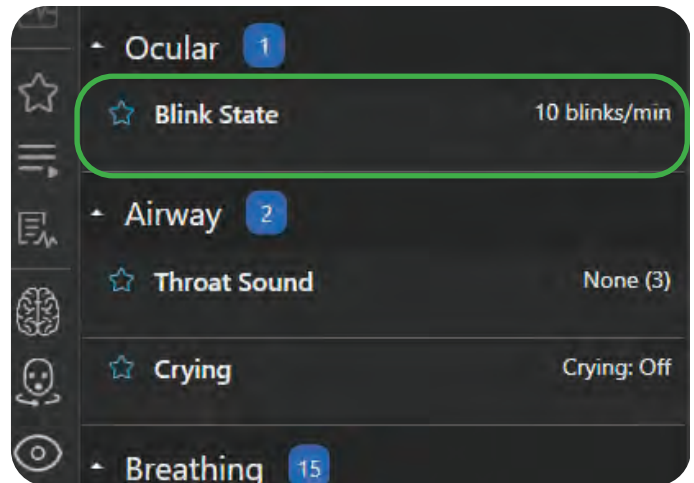 Ocular 1
Blink State 10 blinks/min
Airway 2
Throat Sound None (3)
Crying Crying: Off
Breathing 15